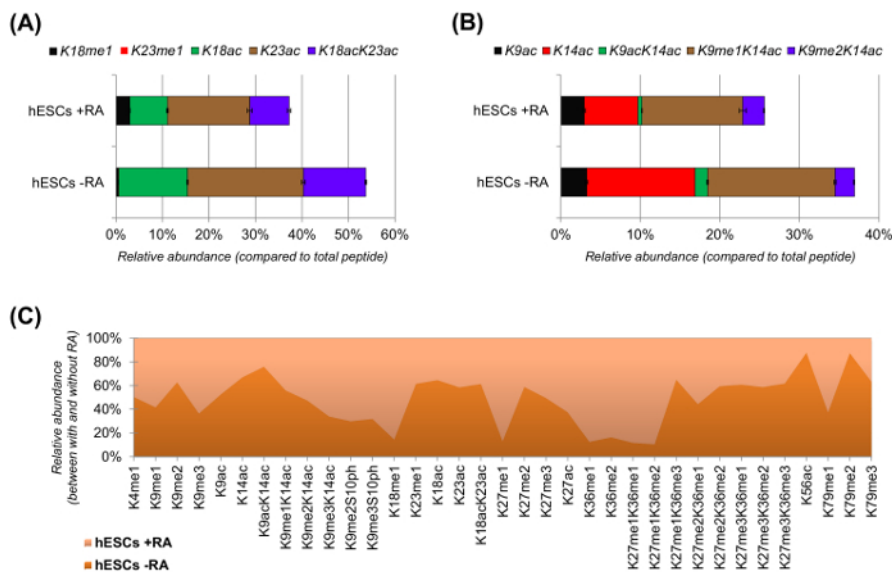 (A)
K18me1 K23me1 K18ac K23ac K18acK23ac
hESCs +RA
hESCs -RA
0% 10% 20% 30% 40% 50% 60%
Relative abundance (compared to total peptide)
(B)
K9ac K14ac K9acK14ac K9me1K14ac K9me2K14ac
hESCs +RA
hESCs -RA
0% 10% 20% 30% 40%
Relative abundance (compared to total peptide)
(C)
Relative abundance
(between with and without RA)
100%
80%
60%
40%
20%
0%
K4me1
K9me1
K9me2
K9me3
K9ac
K14ac
K9acK14ac
K9me1K14ac
K9me2K14ac
K9me3K14ac
K9me2S10ph
K9me3S10ph
K18me1
K23me1
K18ac
K23ac
K18acK23ac
K27me1
K27me2
K27me3
K27ac
K36me1
K36me2
K27me1K36me1
K27me1K36me2
K27me1K36me3
K27me2K36me1
K27me2K36me2
K27me3K36me1
K27me3K36me2
K27me3K36me3
K56ac
K79me1
K79me2
K79me3
hESCs +RA
hESCs -RA